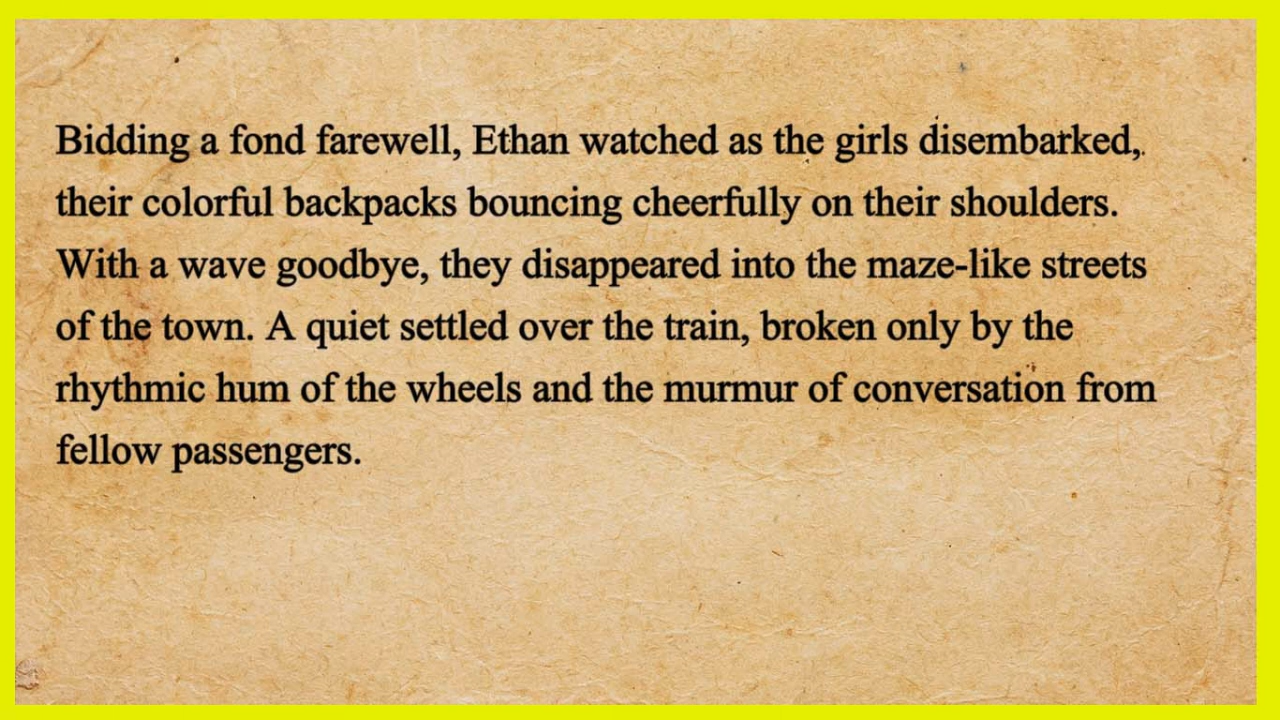 Bidding a fond farewell, Ethan watched as the girls disembarked,
their colorful backpacks bouncing cheerfully on their shoulders.
With a wave goodbye, they disappeared into the maze-like streets
of the town. A quiet settled over the train, broken only by the
rhythmic hum of the wheels and the murmur of conversation from
fellow passengers.